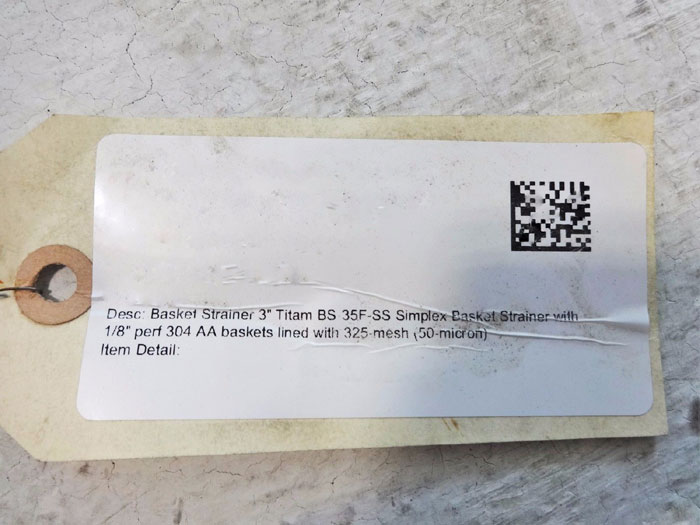 Desc: Basket Strainer 3" Titam BS 35F-SS Simplex Basket Strainer with
1/8" perf 304 AA baskets lined with 325-mesh (50-micron)
Item Detail: